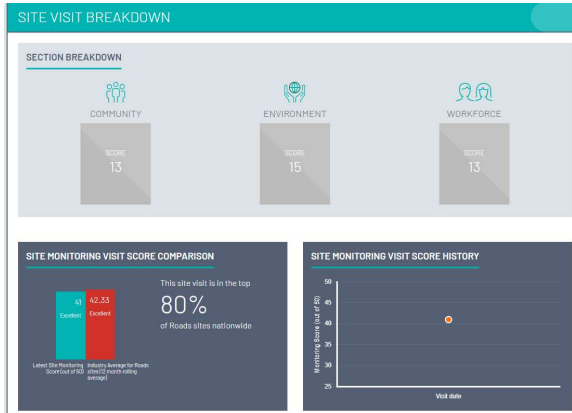 SITE VISIT BREAKDOWN
SECTION BREAKDOWN
COMMUNITY
SCORE
13
ENVIRONMENT
SCORE
15
WORKFORCE
SCORE
13
SITE MONITORING VISIT SCORE COMPARISON
41
Excellent
42.33
Excellent
Latest Site Monitoring
Score (out of 50)
Industry Average for Roads
sites (12 month rolling
average)
This site visit is in the top
80%
of Roads sites nationwide
SITE MONITORING VISIT SCORE HISTORY
Monitoring Score (out of 50)
50
45
40
35
30
25
Visit date